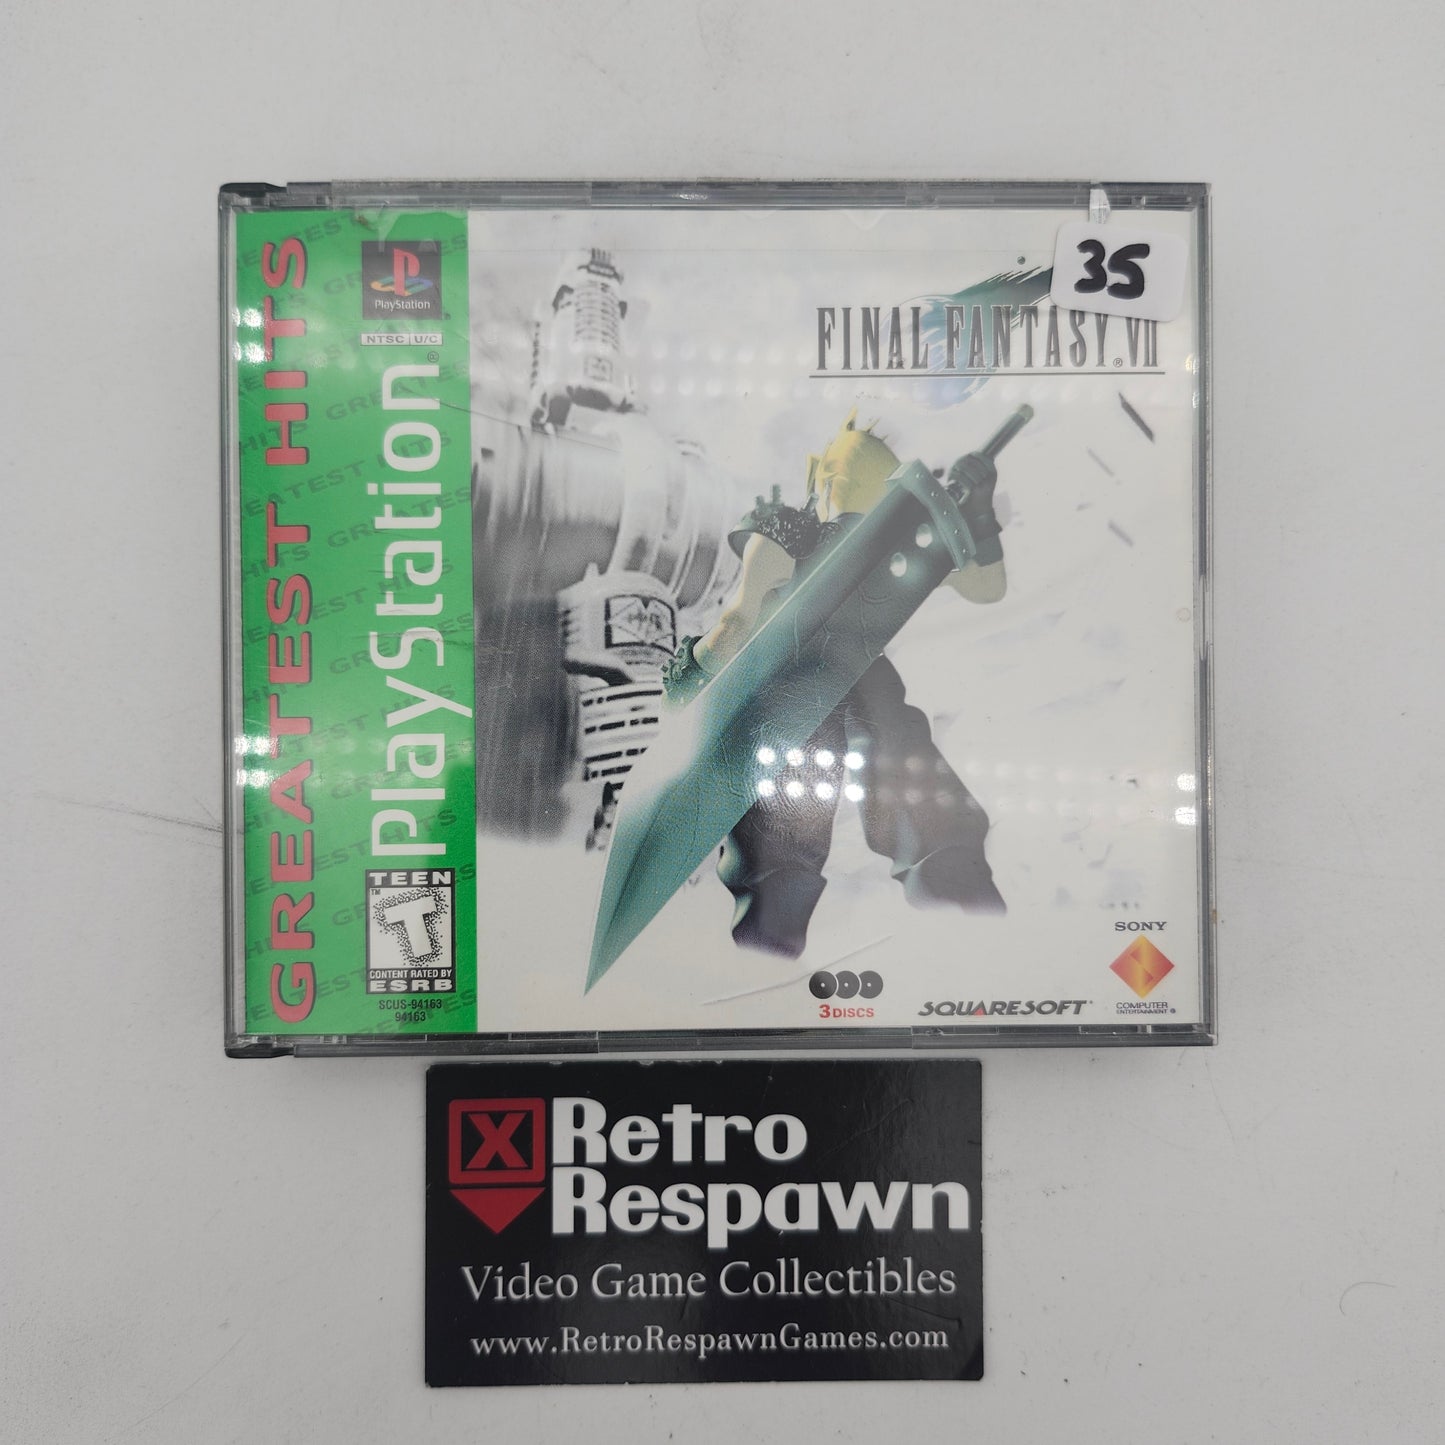 GREATEST HITS
PlayStation
NTSC U/C
PlayStation®
TEEN
T
CONTENT RATED BY
ESRB
SCUS-94163
94163
35
FINAL FANTASY® VII
3 DISCS
SQUARESOFT
SONY
COMPUTER
ENTERTAINMENT ®
X Retro
Respawn
Video Game Collectibles
www.RetroRespawnGames.com